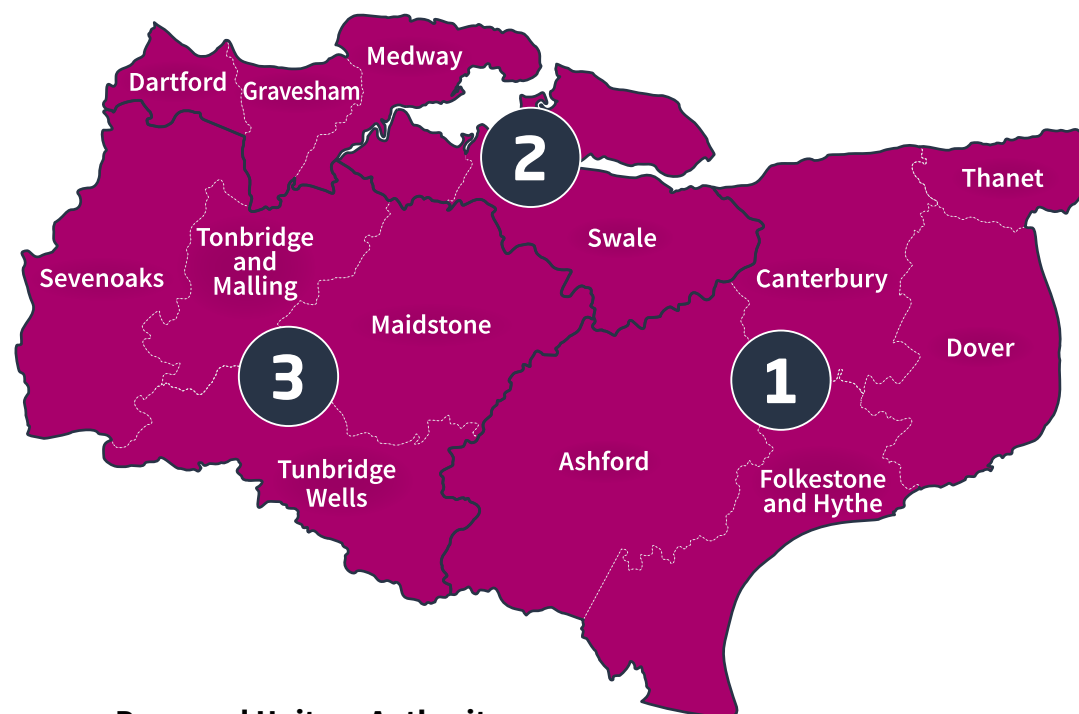 Medway
Dartford
Gravesham
2
Thanet
Swale
Tonbridge
and
Malling
Sevenoaks
Canterbury
Maidstone
Dover
3
1
Ashford
Tunbridge
Wells
Folkestone
and Hythe